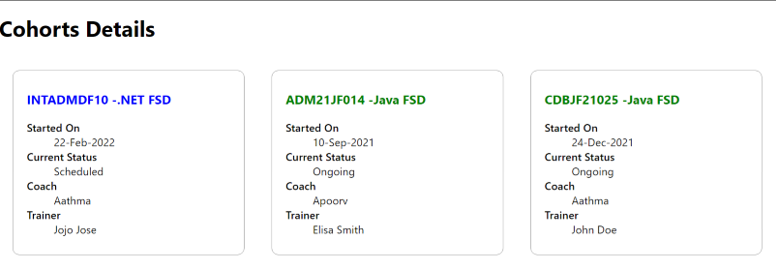 Cohorts Details
INTADMDF10 -.NET FSD
Started On
22-Feb-2022
Current Status
Scheduled
Coach
Aathma
Trainer
Jojo Jose
ADM21JF014 -Java FSD
Started On
10-Sep-2021
Current Status
Ongoing
Coach
Apoorv
Trainer
Elisa Smith
CDBJF21025 -Java FSD
Started On
24-Dec-2021
Current Status
Ongoing
Coach
Aathma
Trainer
John Doe